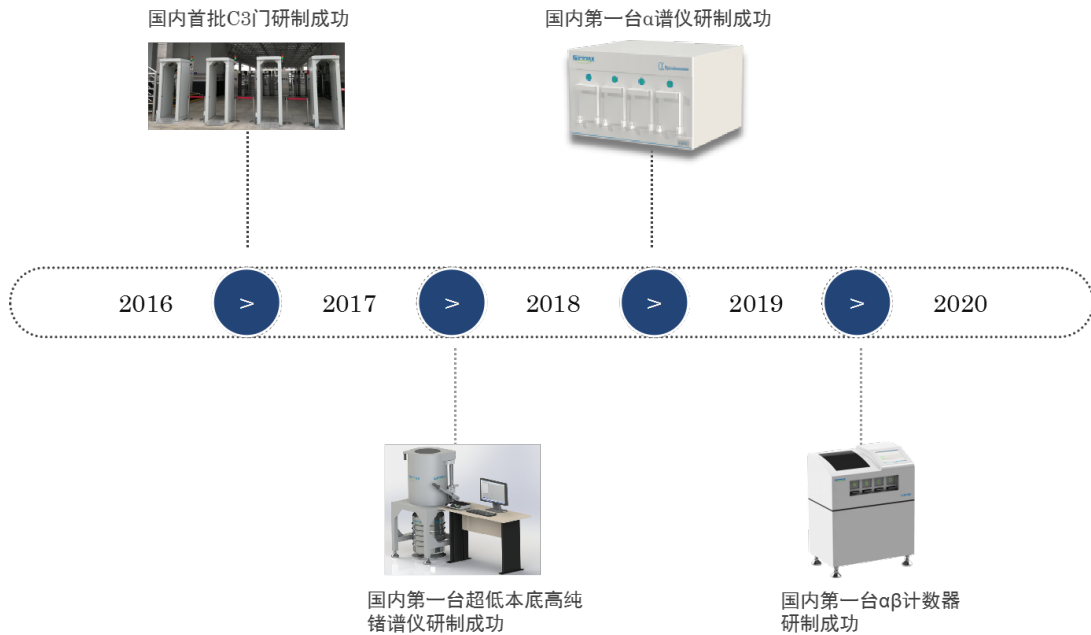 国内首批C3门研制成功
国内第一台α谱仪研制成功
2016
>
2017
>
2018
>
2019
>
2020
国内第一台超低本底高纯
锗谱仪研制成功
国内第一台αβ计数器
研制成功